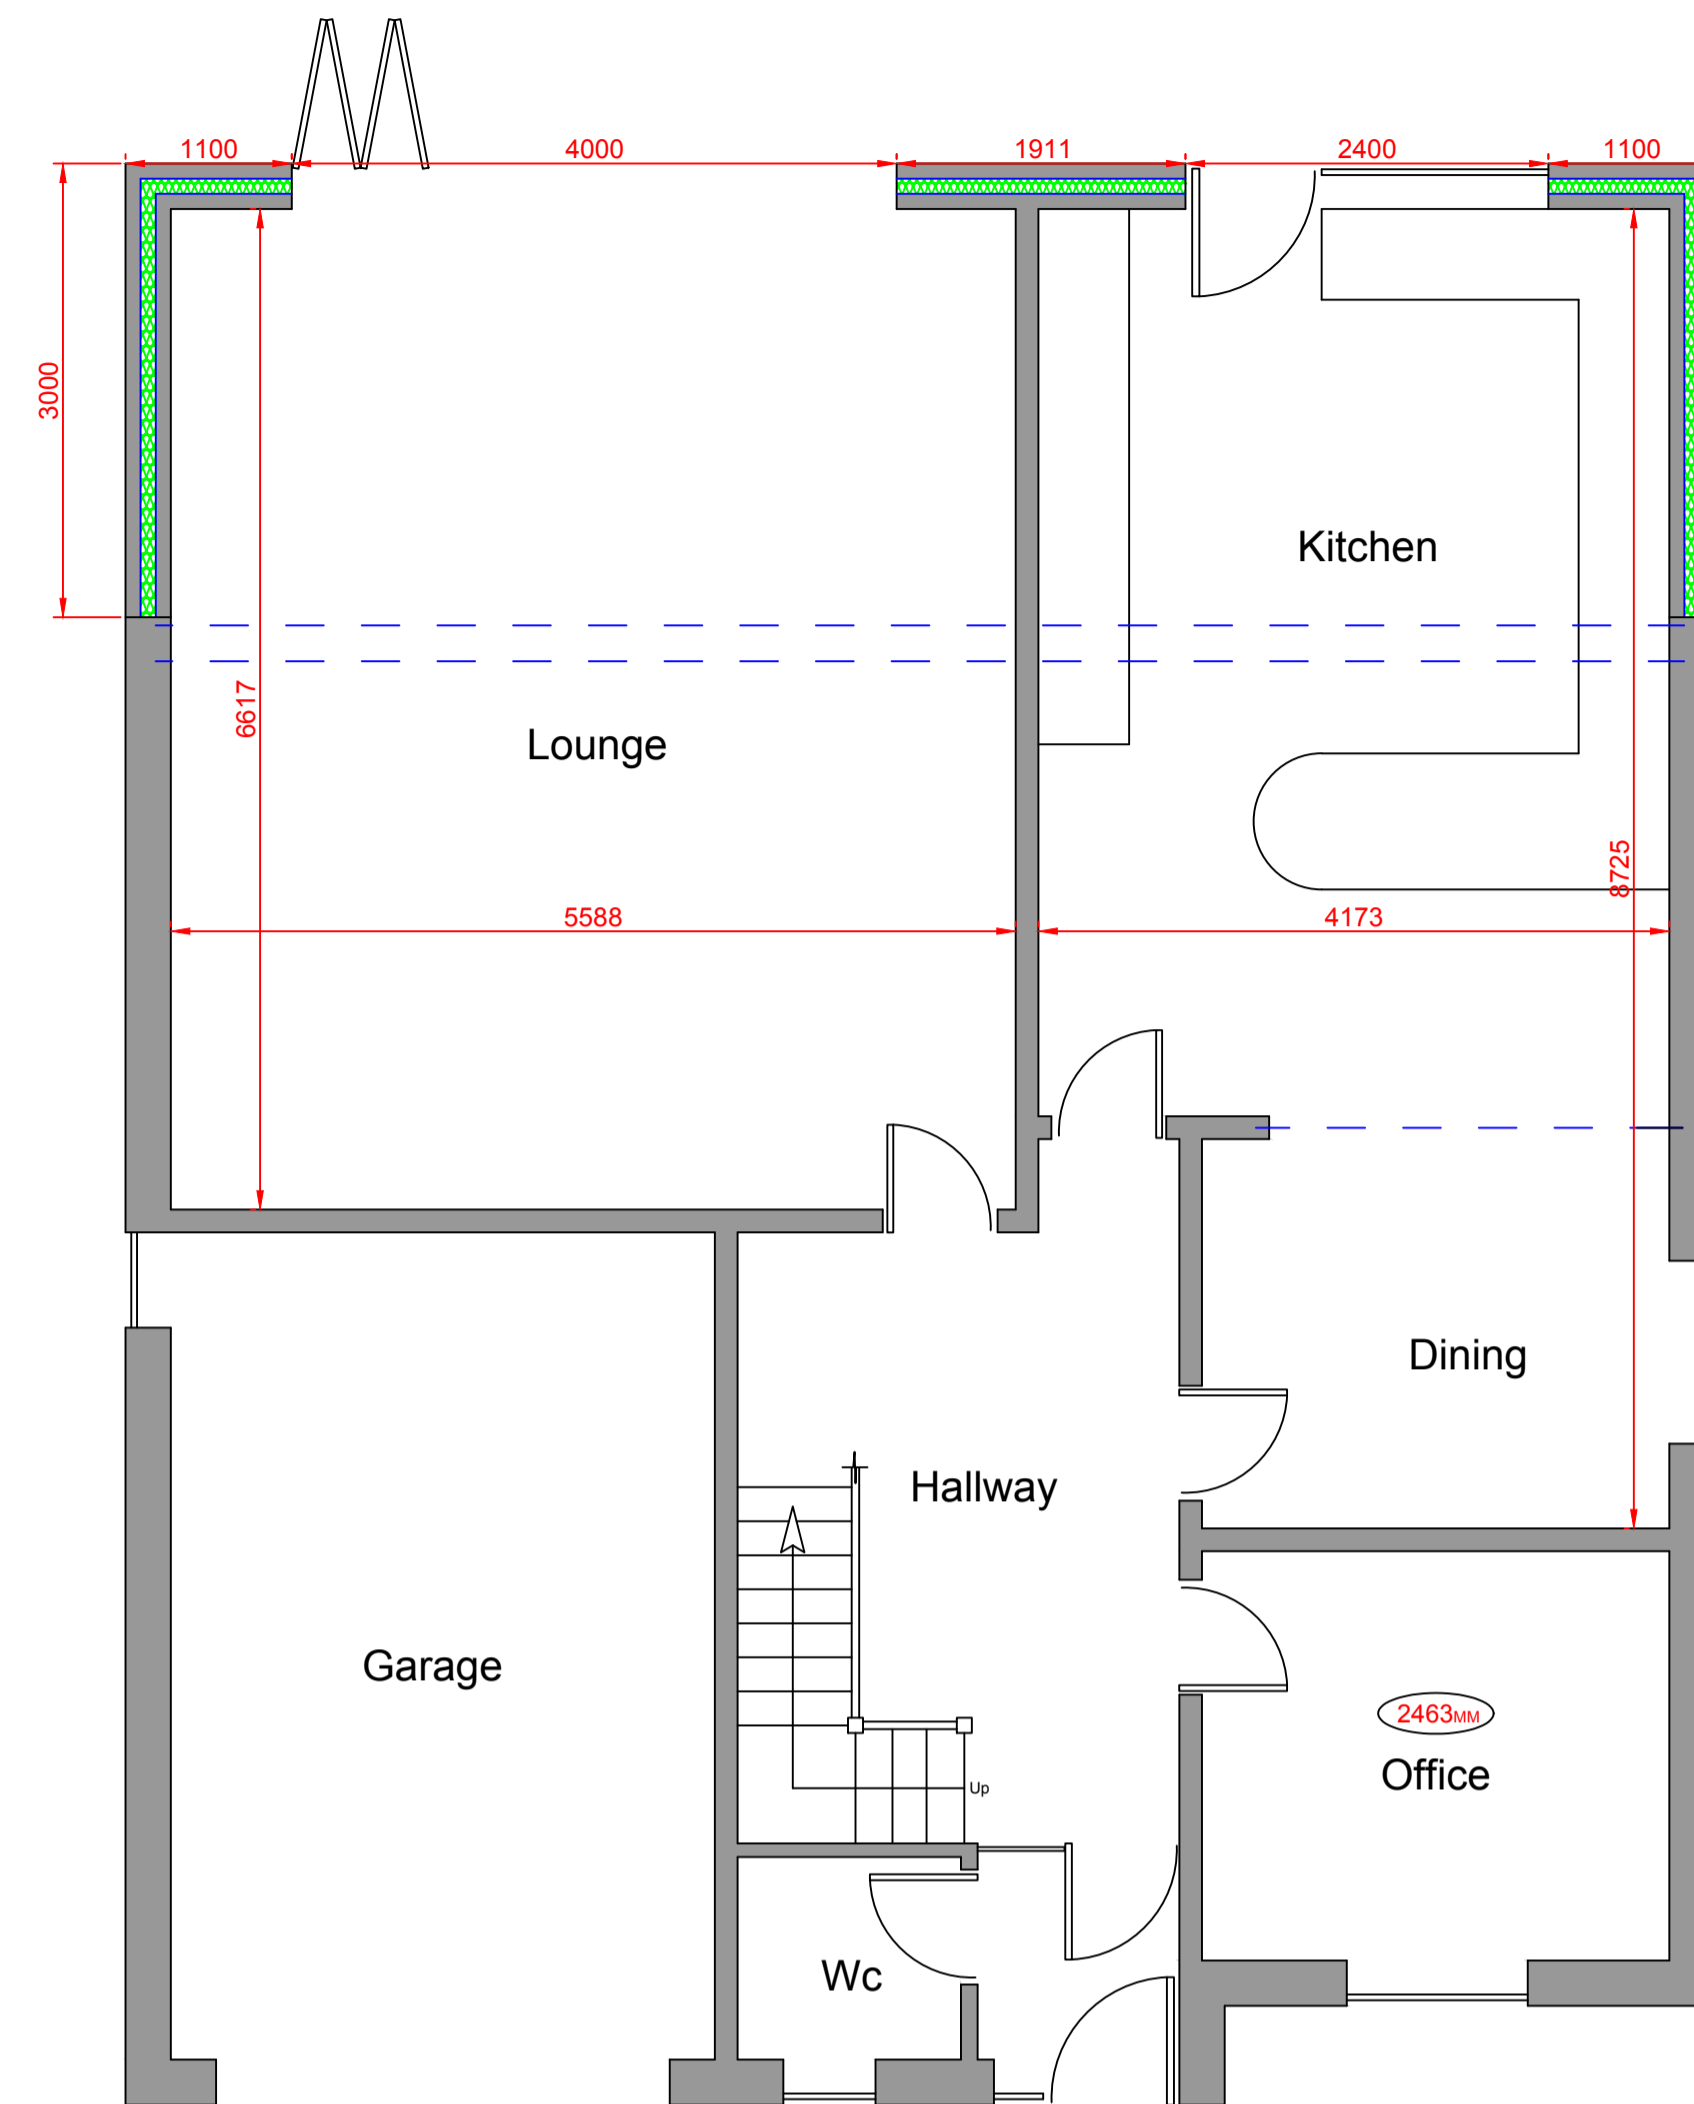 1100
4000
1911
2400
1100
3000
Kitchen
6617
Lounge
8725
5588
4173
Dining
Hallway
Garage
2463MM
Office
Up
Wc